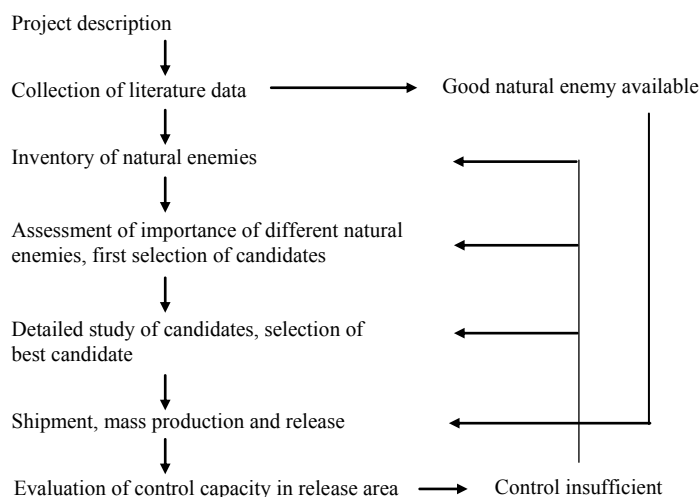 Project description
Collection of literature data
Good natural enemy available
Inventory of natural enemies
Assessment of importance of different natural
enemies, first selection of candidates
Detailed study of candidates, selection of
best candidate
Shipment, mass production and release
Evaluation of control capacity in release area
Control insufficient